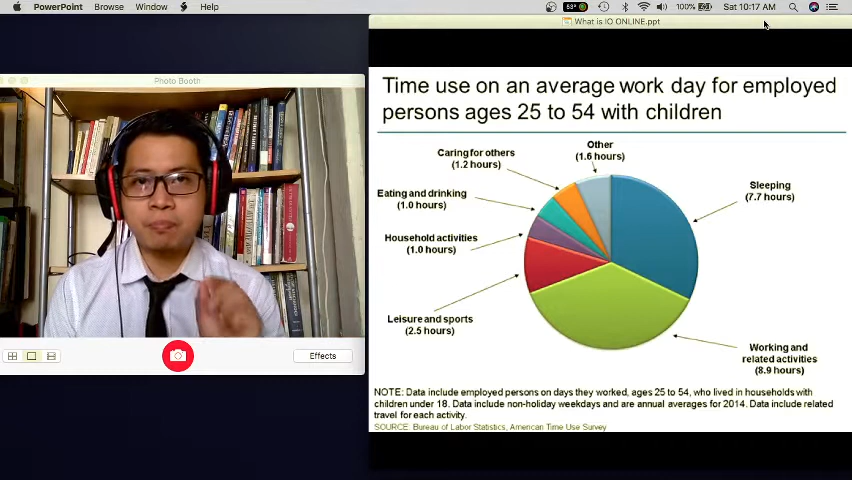 PowerPoint Browse Window Help
53° 100% Sat 10:17 AM
What is IO ONLINE.ppt
Photo Booth
Effects
Time use on an average work day for employed
persons ages 25 to 54 with children
Other
(1.6 hours)
Caring for others
(1.2 hours)
Sleeping
(7.7 hours)
Eating and drinking
(1.0 hours)
Household activities
(1.0 hours)
Leisure and sports
(2.5 hours)
Working and
related activities
(8.9 hours)
NOTE: Data include employed persons on days they worked, ages 25 to 54, who lived in households with
children under 18. Data include non-holiday weekdays and are annual averages for 2014. Data include related
travel for each activity.
SOURCE: Bureau of Labor Statistics, American Time Use Survey